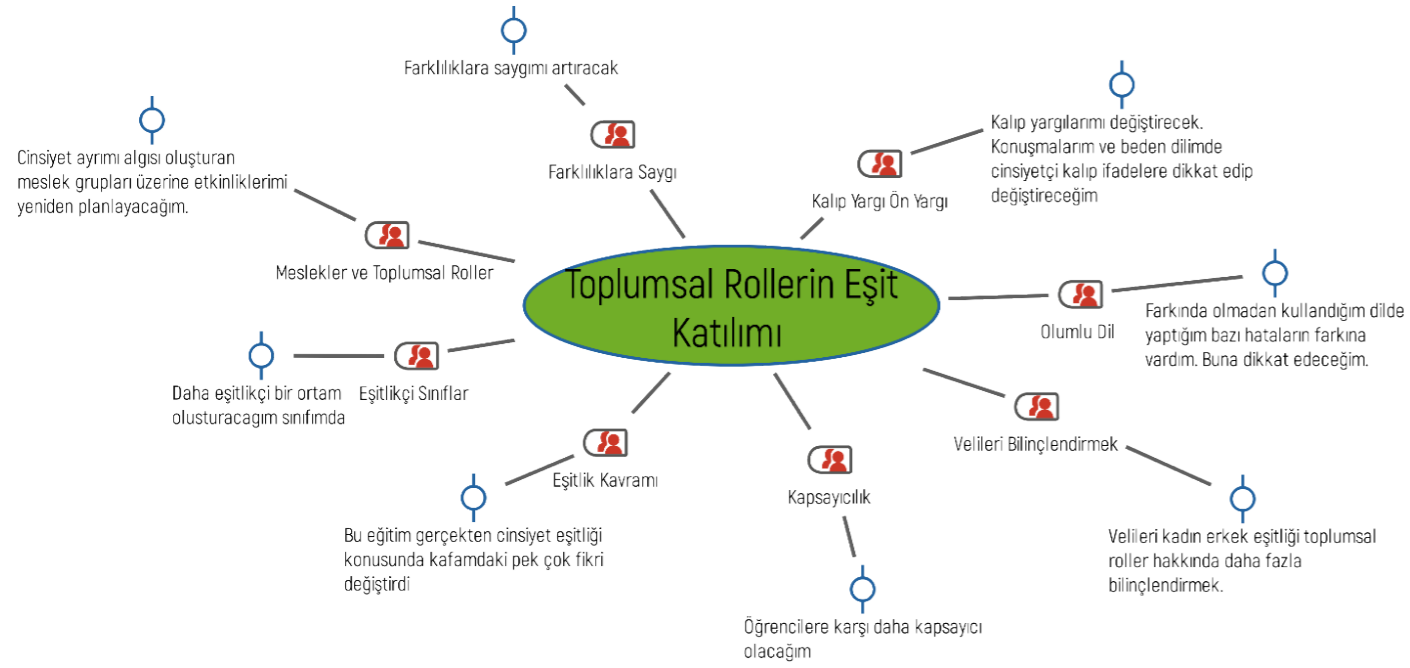 Farklılıklara saygımı artıracak
Farklılıklara Saygı
Kalıp yargılarımı değiştirecek.
Konuşmalarım ve beden dilimde
cinsiyetçi kalıp ifadelere dikkat edip
değiştireceğim
Kalıp Yargı Ön Yargı
Cinsiyet ayrımı algısı oluşturan
meslek grupları üzerine etkinliklerimi
yeniden planlayacağım.
Meslekler ve Toplumsal Roller
Toplumsal Rollerin Eşit
Katılımı
Olumlu Dil
Farkında olmadan kullandığım dilde
yaptığım bazı hataların farkına
vardım. Buna dikkat edeceğim.
Daha eşitlikçi bir ortam
olusturacagım sınıfımda
Eşitlikçi Sınıflar
Velileri Bilinçlendirmek
Velileri kadın erkek eşitliği toplumsal
roller hakkında daha fazla
bilinçlendirmek.
Eşitlik Kavramı
Bu eğitim gerçekten cinsiyet eşitliği
konusunda kafamdaki pek çok fikri
değiştirdi
Kapsayıcılık
Öğrencilere karşı daha kapsayıcı
olacağım